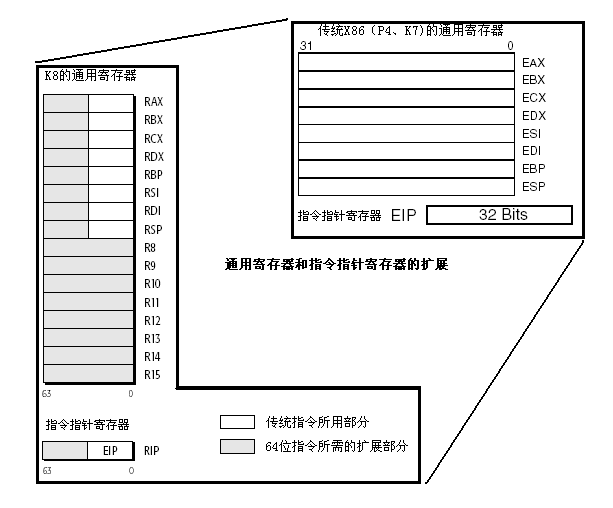 传统X86（P4、K7)的通用寄存器
31 0
EAX
EBX
ECX
EDX
ESI
EDI
EBP
ESP
指令指针寄存器 EIP 32 Bits
K8的通用寄存器
RAX
RBX
RCX
RDX
RBP
RSI
RDI
RSP
R8
R9
R10
R11
R12
R13
R14
R15
63 0
通用寄存器和指令指针寄存器的扩展
指令指针寄存器
EIP RIP
63 0
传统指令所用部分
64位指令所需的扩展部分